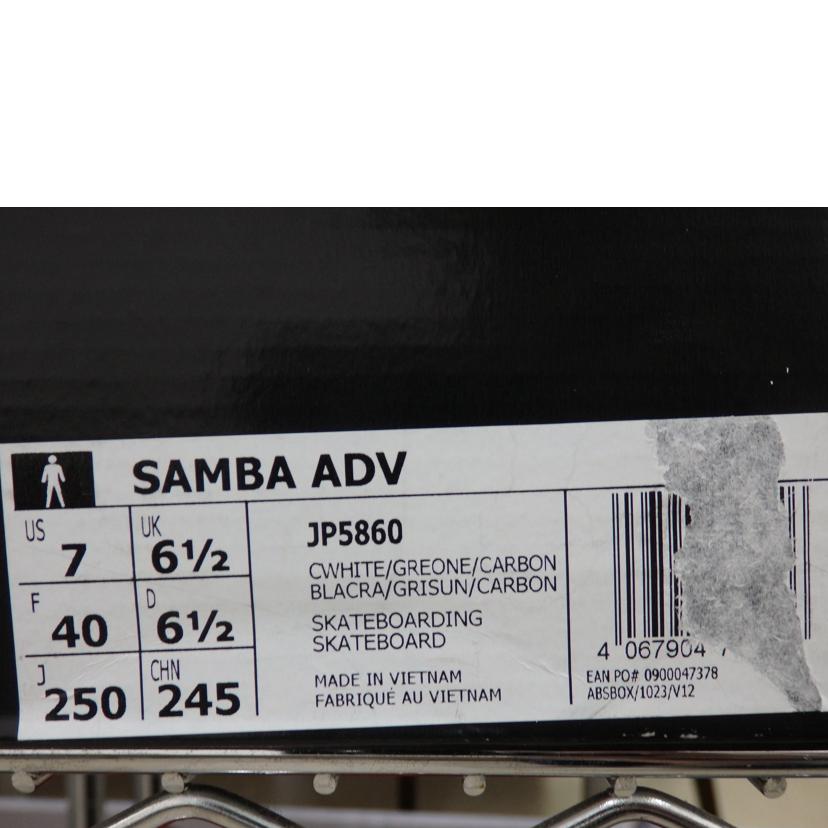 SAMBA ADV
US 7 UK 6½
F 40 D 6½
J 250 CHN 245
JP5860
CWHITE/GREONE/CARBON
BLACRA/GRISUN/CARBON
SKATEBOARDING
SKATEBOARD
MADE IN VIETNAM
FABRIQUÉ AU VIETNAM
4 067904
EAN PO# 0900047378
ABSBOX/1023/V12